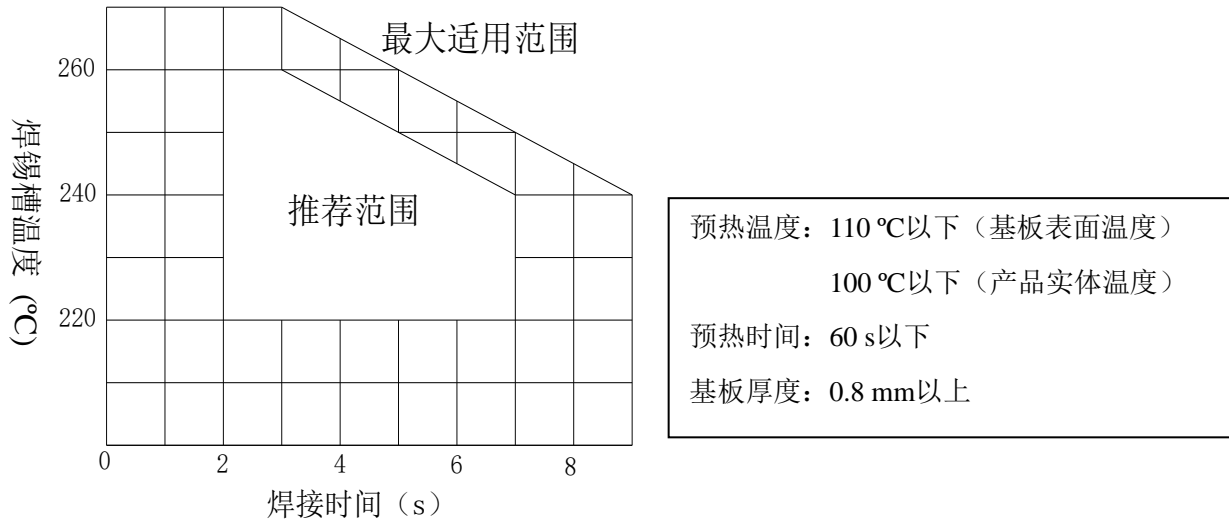 最大适用范围
260
240
220
推荐范围
焊锡槽温度 (ºC)
0 2 4 6 8
焊接时间（s）
预热温度：110 ºC以下（基板表面温度）
100 ºC以下（产品实体温度）
预热时间：60 s以下
基板厚度：0.8 mm以上